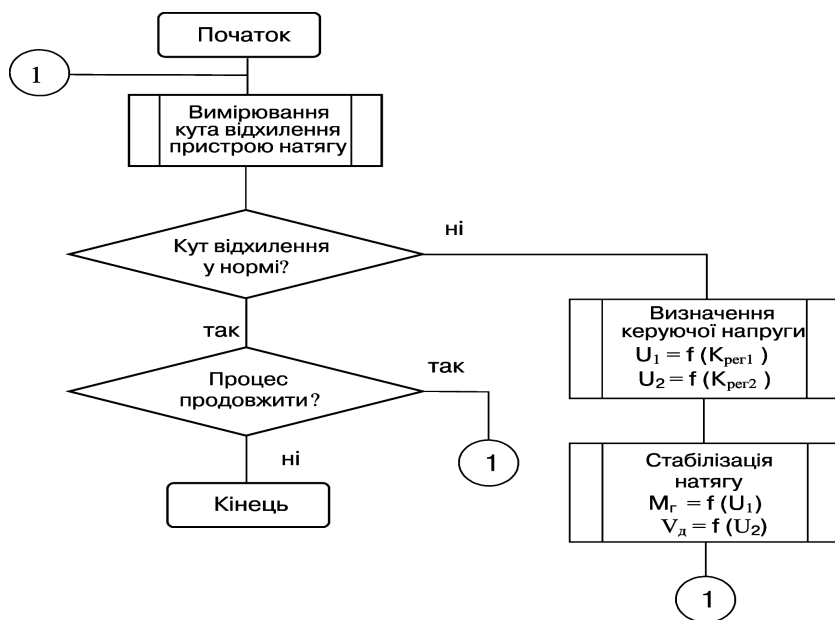 Початок
1
Вимірювання
кута відхилення
пристрою натягу
Кут відхилення
у нормі?
ні
так
Визначення
керуючої напруги
U₁ = f (Kрег1 )
U₂ = f (Kрег2 )
Процес
продовжити?
так
1
ні
Кінець
Стабілізація
натягу
Mг = f (U₁)
Vд = f (U₂)
1